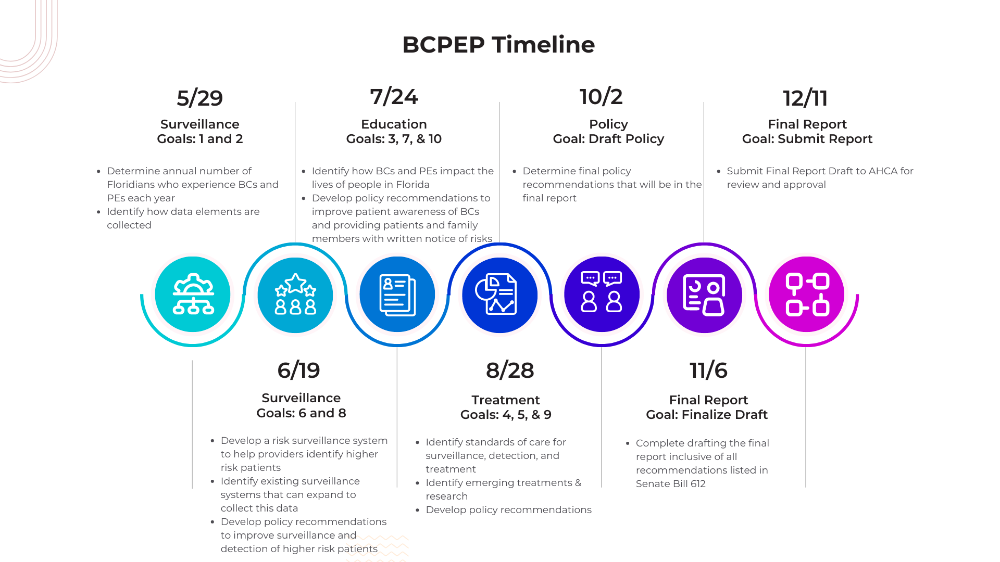 BCPEP Timeline
5/29
Surveillance
Goals: 1 and 2
• Determine annual number of
Floridians who experience BCs and
PEs each year
• Identify how data elements are
collected
7/24
Education
Goals: 3, 7, & 10
• Identify how BCs and PEs impact the
lives of people in Florida
• Develop policy recommendations to
improve patient awareness of BCs
and providing patients and family
members with written notice of risks
10/2
Policy
Goal: Draft Policy
• Determine final policy
recommendations that will be in the
final report
12/11
Final Report
Goal: Submit Report
• Submit Final Report Draft to AHCA for
review and approval
6/19
Surveillance
Goals: 6 and 8
• Develop a risk surveillance system
to help providers identify higher
risk patients
• Identify existing surveillance
systems that can expand to
collect this data
• Develop policy recommendations
to improve surveillance and
detection of higher risk patients
8/28
Treatment
Goals: 4, 5, & 9
• Identify standards of care for
surveillance, detection, and
treatment
• Identify emerging treatments &
research
• Develop policy recommendations
11/6
Final Report
Goal: Finalize Draft
• Complete drafting the final
report inclusive of all
recommendations listed in
Senate Bill 612